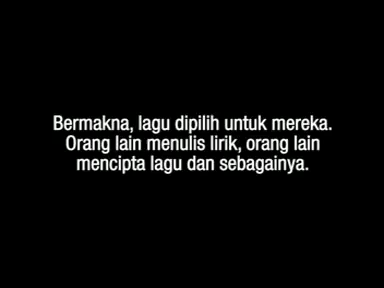 Bermakna, lagu dipilih untuk mereka.
Orang lain menulis lirik, orang lain
mencipta lagu dan sebagainya.